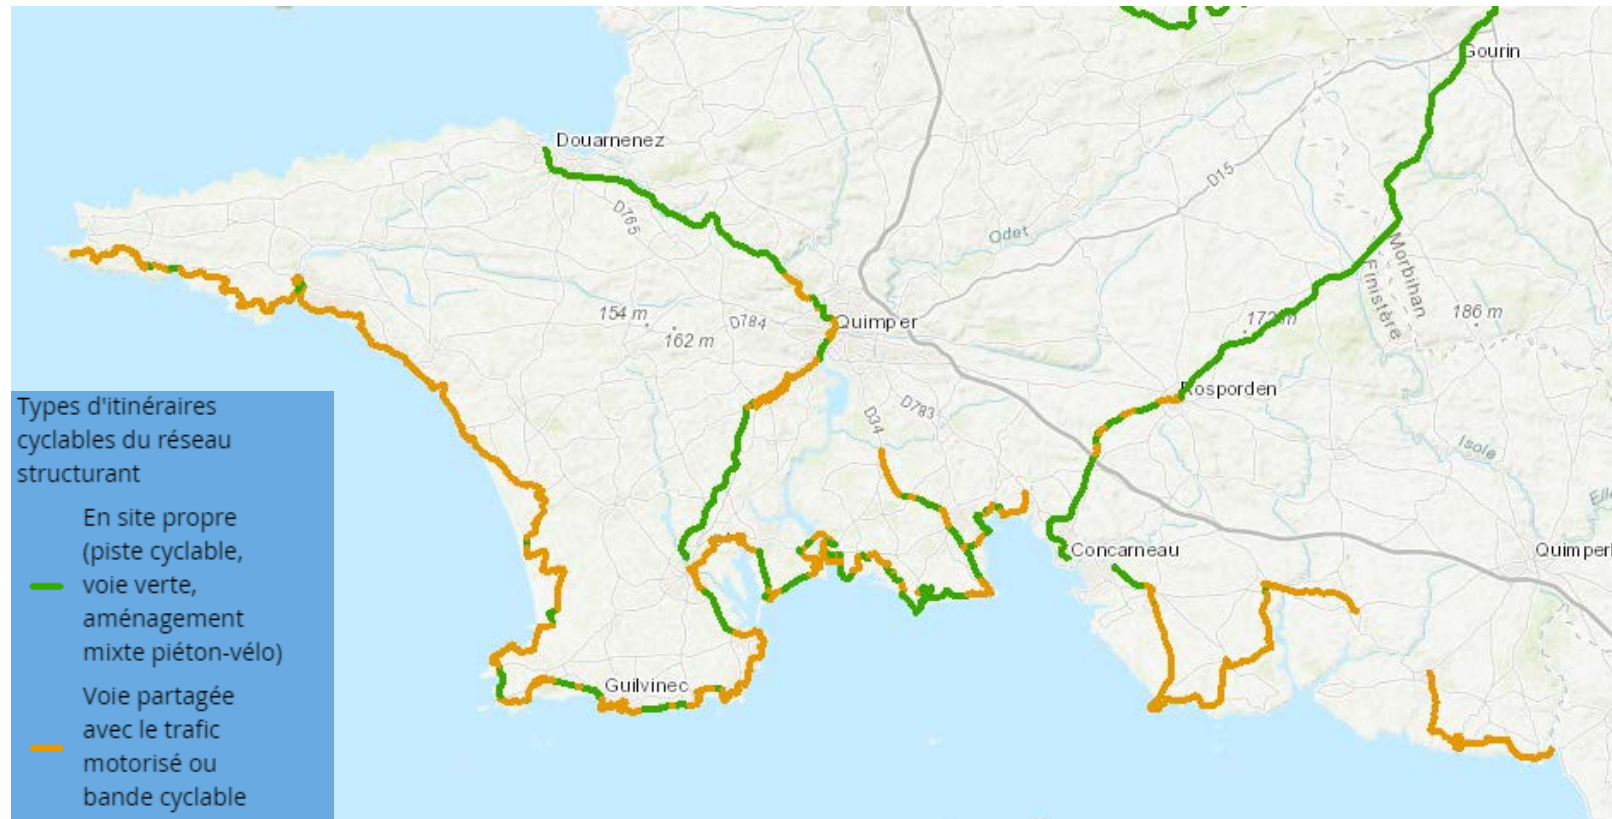 Gourin
Douarnenez
D15
D765
Odet
Morbihan
Finistère
154 m
D784
Quimper
172 m
186 m
162 m
Rosporden
D34
D783
Isole
Concarneau
Guilvinec
Types d'itinéraires
cyclables du réseau
structurant
En site propre
(piste cyclable,
voie verte,
aménagement
mixte piéton-vélo)
Voie partagée
avec le trafic
motorisé ou
bande cyclable